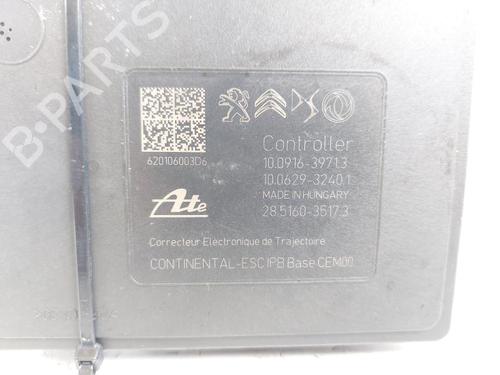 B-PARTS
620106003D6
Controller
10.0916-3971.3
10.0629-3240.1
MADE IN HUNGARY
28.5160-3517.3
Ate
Correcteur Electronique de Trajectoire
CONTINENTAL-ESC IPB Base CEM00